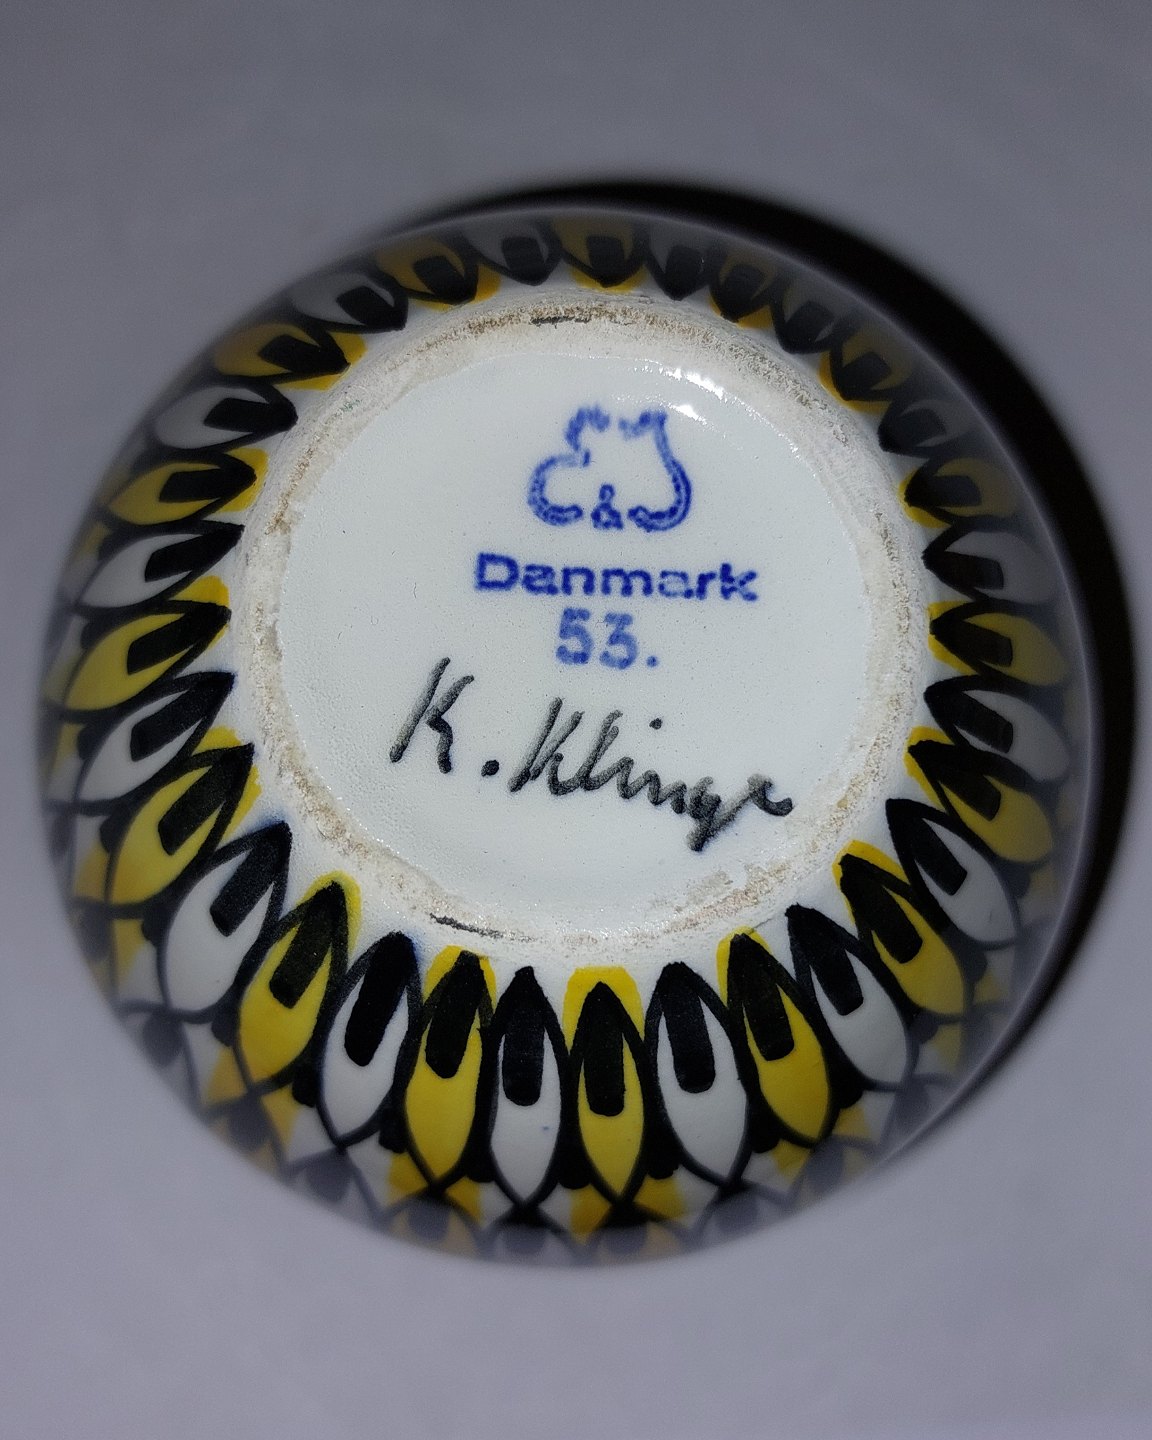 &
Danmark
53.
K. Klinge